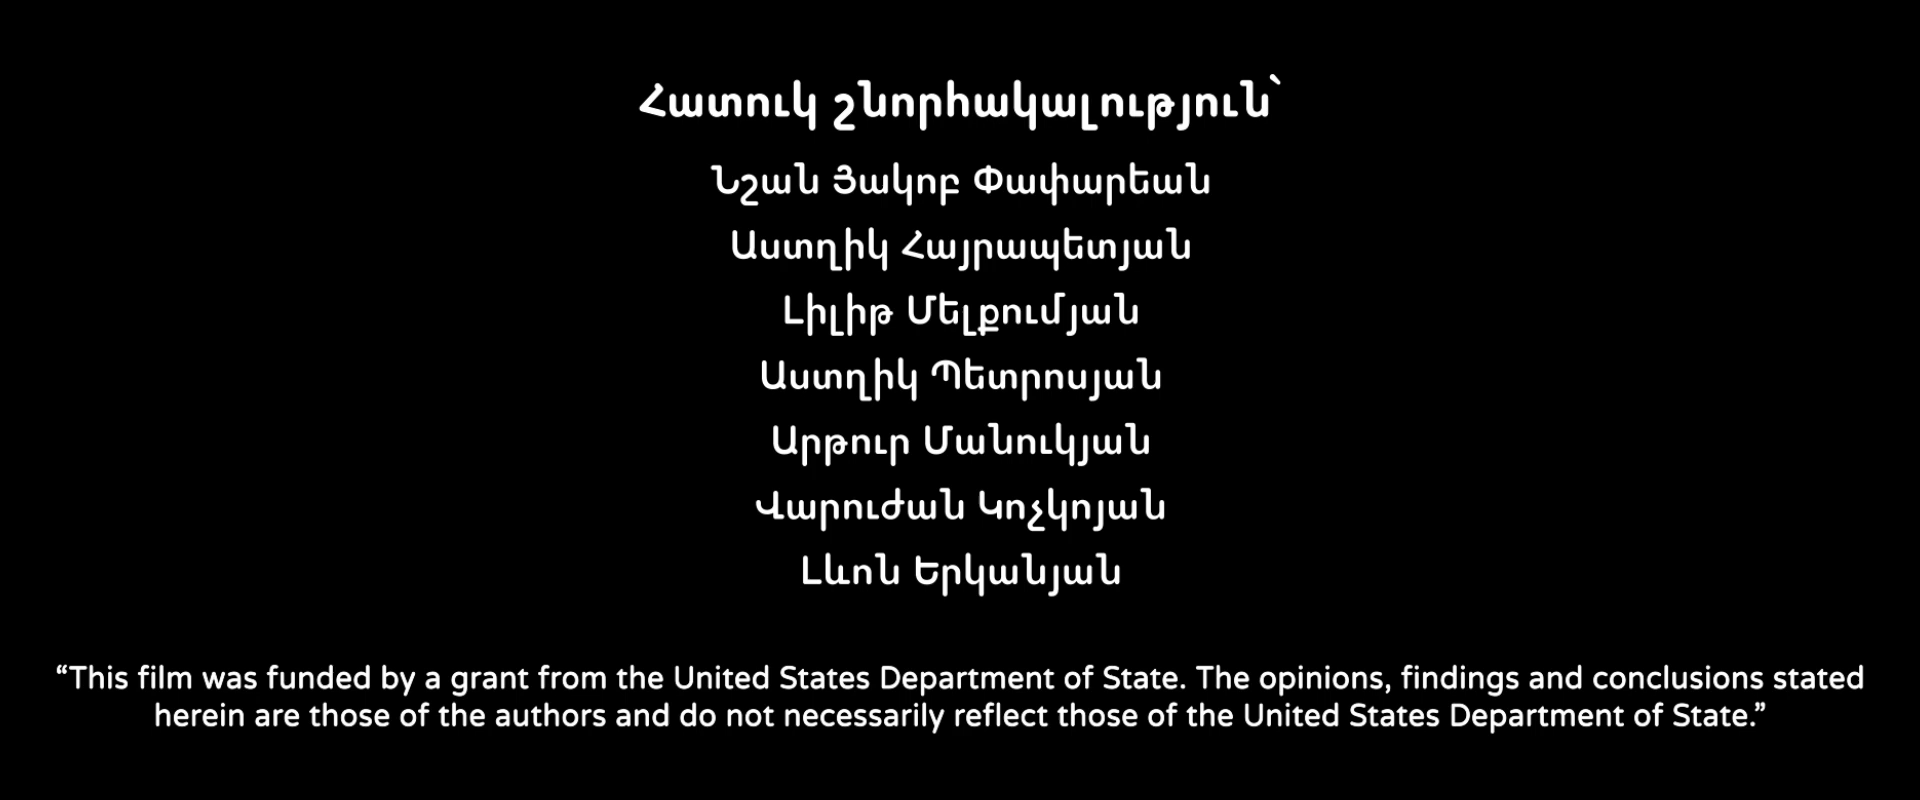 Հատուկ շնորհակալություն՝
Նշան Յակոբ Փափարեան
Աստղիկ Հայրապետյան
Լիլիթ Մելքումյան
Աստղիկ Պետրոսյան
Արթուր Մանուկյան
Վարուժան Կոչկոյան
Լևոն Երկանյան
“This film was funded by a grant from the United States Department of State. The opinions, findings and conclusions stated
herein are those of the authors and do not necessarily reflect those of the United States Department of State.”